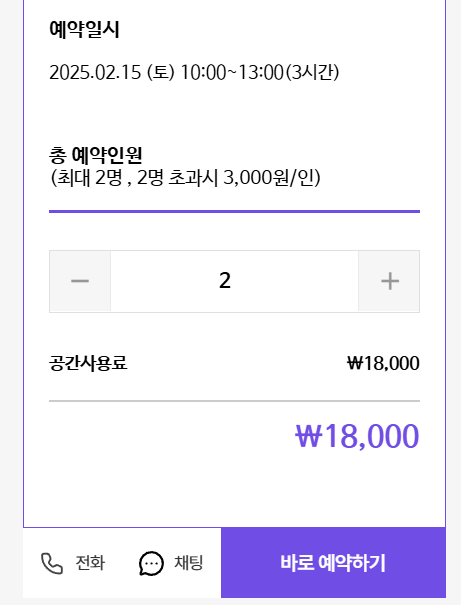 예약일시
2025.02.15 (토) 10:00~13:00(3시간)
총 예약인원
(최대 2명 , 2명 초과시 3,000원/인)
2
공간사용료 ₩18,000
₩18,000
전화 채팅 바로 예약하기